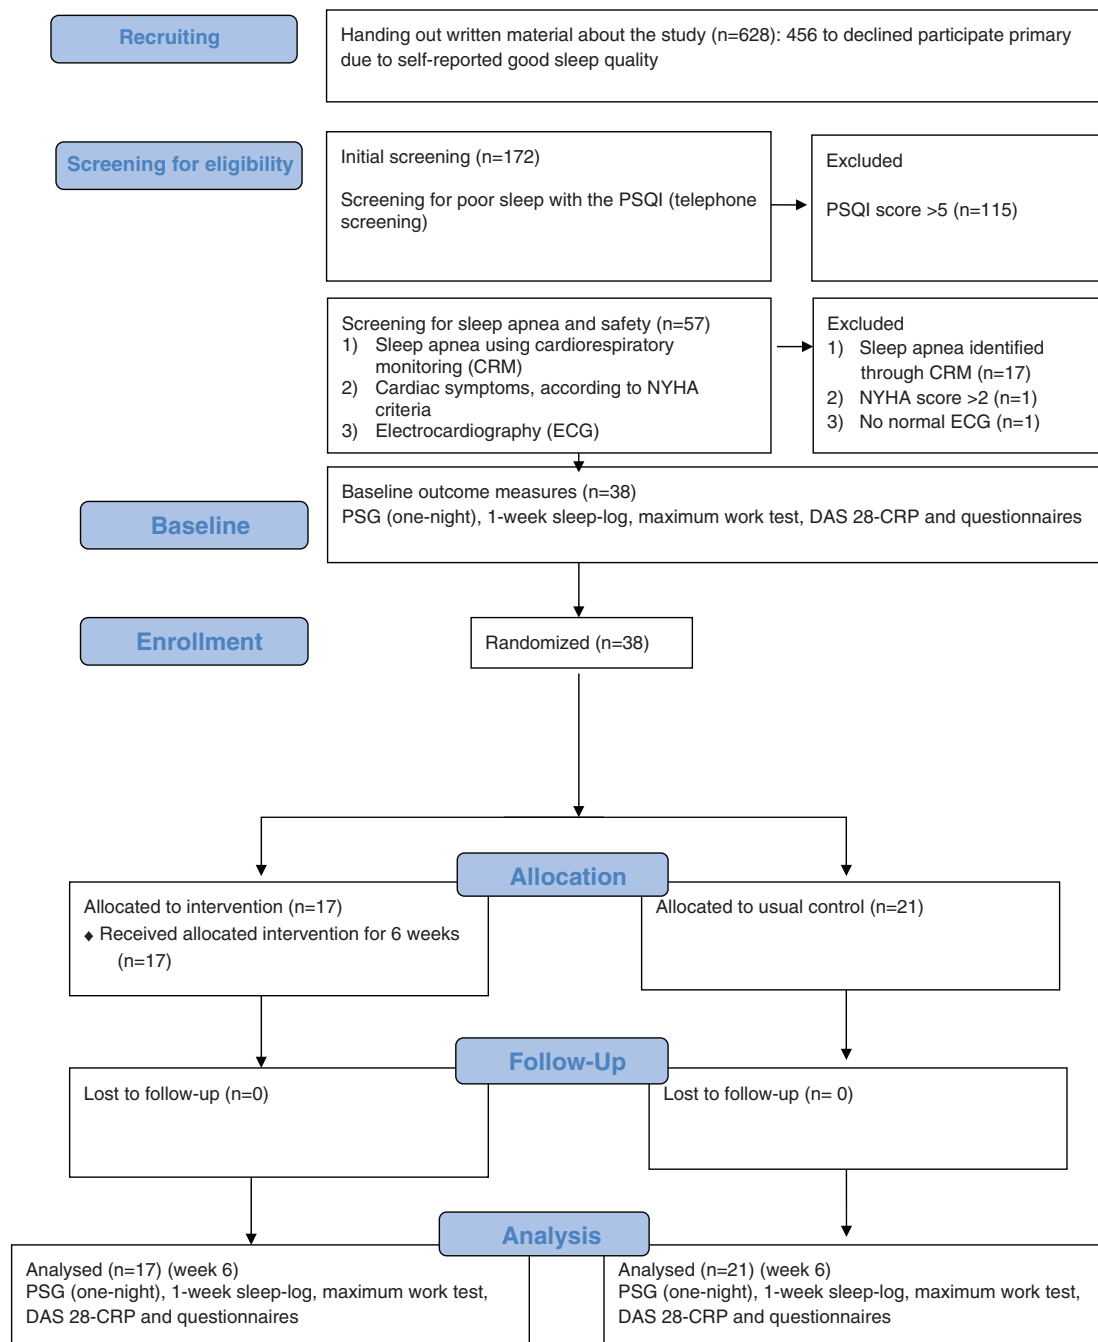 Recruiting
Handing out written material about the study (n=628): 456 to declined participate primary
due to self-reported good sleep quality
Screening for eligibility
Initial screening (n=172)
Screening for poor sleep with the PSQI (telephone
screening)
Excluded
PSQI score >5 (n=115)
Screening for sleep apnea and safety (n=57)
1) Sleep apnea using cardiorespiratory
monitoring (CRM)
2) Cardiac symptoms, according to NYHA
criteria
3) Electrocardiography (ECG)
Excluded
1) Sleep apnea identified
through CRM (n=17)
2) NYHA score >2 (n=1)
3) No normal ECG (n=1)
Baseline
Baseline outcome measures (n=38)
PSG (one-night), 1-week sleep-log, maximum work test, DAS 28-CRP and questionnaires
Enrollment
Randomized (n=38)
Allocation
Allocated to intervention (n=17)
♦ Received allocated intervention for 6 weeks
(n=17)
Allocated to usual control (n=21)
Follow-Up
Lost to follow-up (n=0)
Lost to follow-up (n= 0)
Analysis
Analysed (n=17) (week 6)
PSG (one-night), 1-week sleep-log, maximum work test,
DAS 28-CRP and questionnaires
Analysed (n=21) (week 6)
PSG (one-night), 1-week sleep-log, maximum work test,
DAS 28-CRP and questionnaires